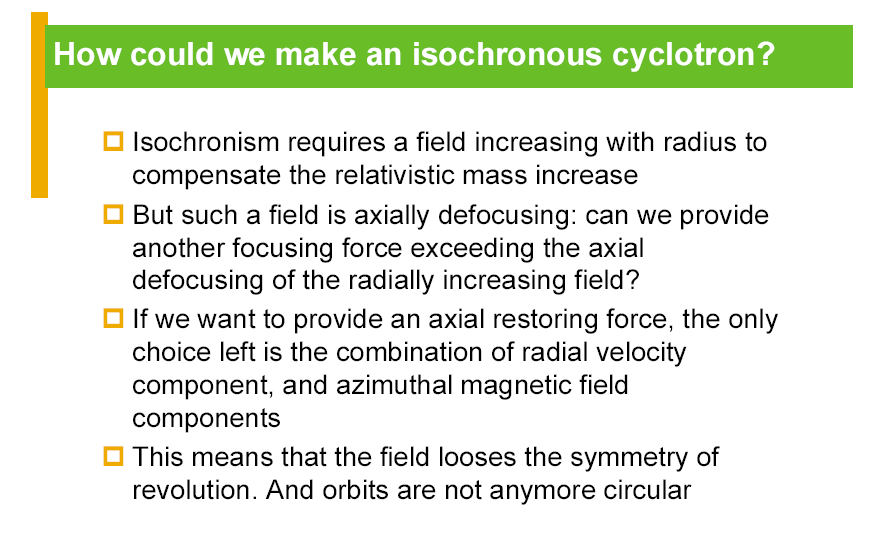 How could we make an isochronous cyclotron?
Isochronism requires a field increasing with radius to
compensate the relativistic mass increase
But such a field is axially defocusing: can we provide
another focusing force exceeding the axial
defocusing of the radially increasing field?
If we want to provide an axial restoring force, the only
choice left is the combination of radial velocity
component, and azimuthal magnetic field
components
This means that the field looses the symmetry of
revolution. And orbits are not anymore circular